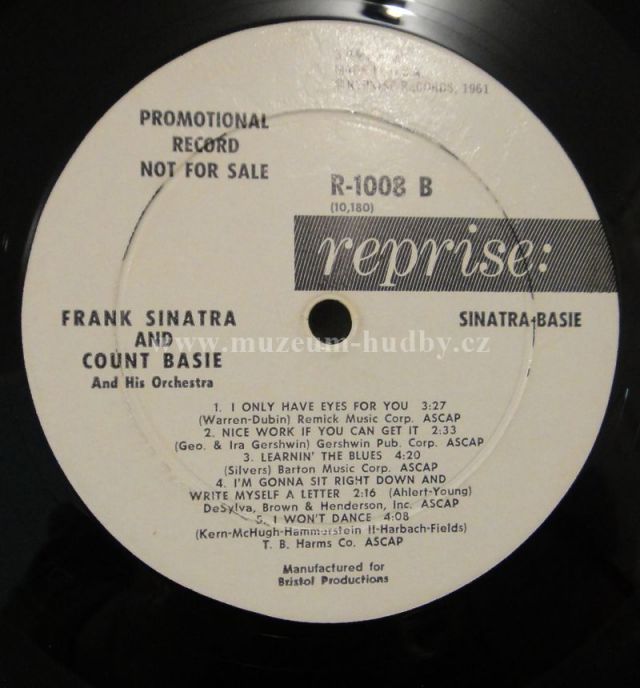 REPRISE RECORDS, 1961
PROMOTIONAL
RECORD
NOT FOR SALE
R-1008 B
(10,180)
reprise:
FRANK SINATRA
AND
COUNT BASIE
And His Orchestra
SINATRA-BASIE
www.muzeum-hudby.cz
1. I ONLY HAVE EYES FOR YOU 3:27
(Warren-Dubin) Remick Music Corp. ASCAP
2. NICE WORK IF YOU CAN GET IT 2:33
(Geo. & Ira Gershwin) Gershwin Pub. Corp. ASCAP
3. LEARNIN' THE BLUES 4:20
(Silvers) Barton Music Corp. ASCAP
4. I'M GONNA SIT RIGHT DOWN AND
WRITE MYSELF A LETTER 2:16 (Ahlert-Young)
DeSylva, Brown & Henderson, Inc. ASCAP
5. I WON'T DANCE 4:08
(Kern-McHugh-Hammerstein II-Harbach-Fields)
T. B. Harms Co. ASCAP
Manufactured for
Bristol Productions